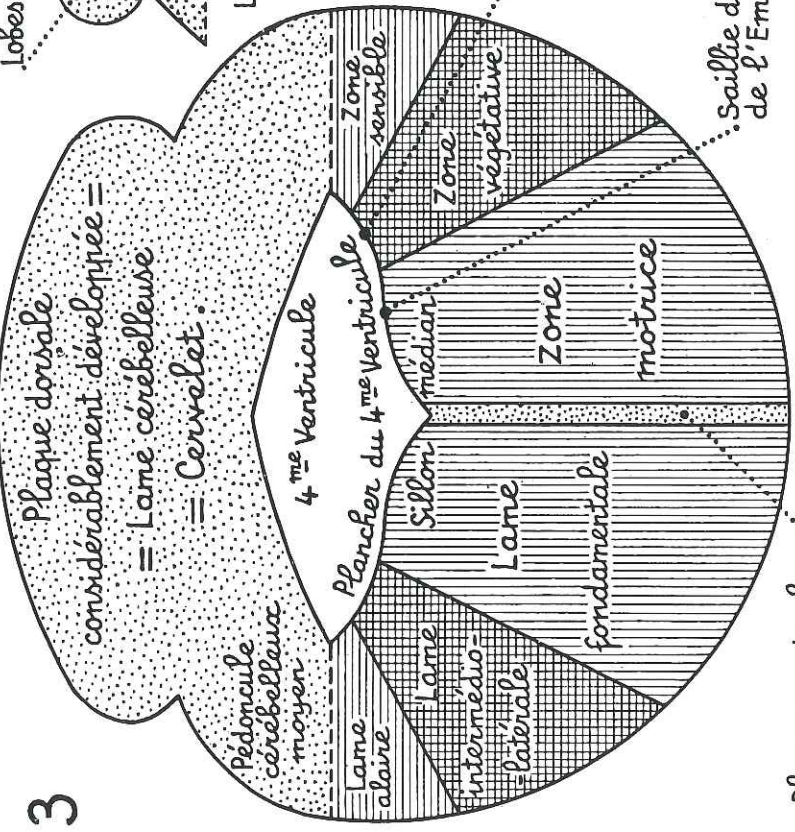 3
Lobes
Plaque dorsale
considérablement développée =
= Lame cérébelleuse
= Cervelet.
Pédoncule
cérébelleux
moyen
4me Ventricule
Plancher du 4me Ventricule
Sillon médian
Lame
alaire
Lame
intermédio-
-latérale
Lame
fondamentale
Zone
sensible
Zone
végétative
Zone
motrice
Saillie d
de l'Em